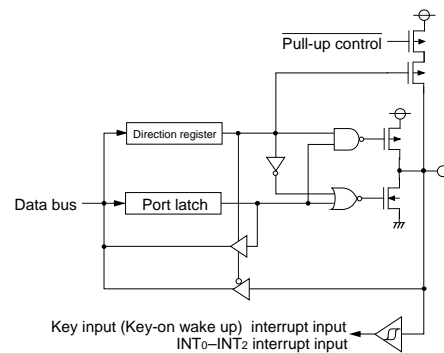 Pull-up control
Direction register
Data bus
Port latch
Key input (Key-on wake up) interrupt input
INT0–INT2 interrupt input